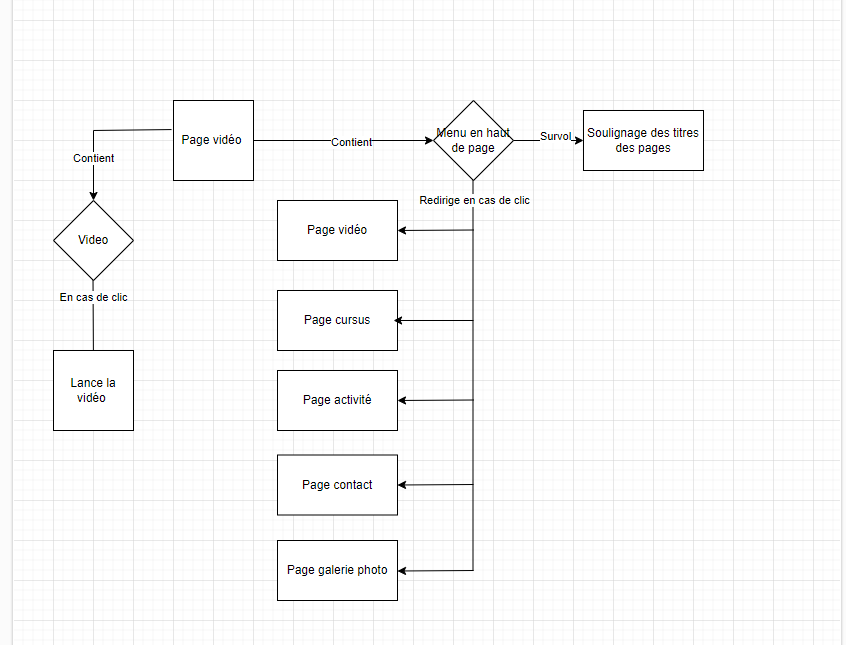 Page vidéo
Contient
Menu en haut
de page
Survol
Soulignage des titres
des pages
Contient
Redirige en cas de clic
Video
Page vidéo
En cas de clic
Page cursus
Lance la
vidéo
Page activité
Page contact
Page galerie photo